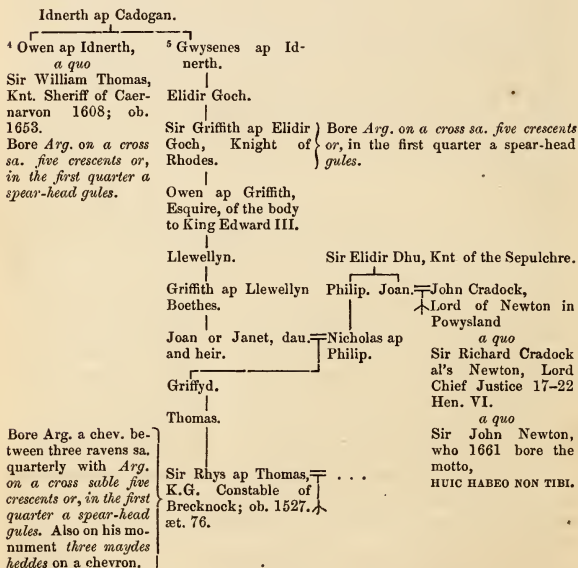 Idnerth ap Cadogan.
⁴ Owen ap Idnerth,
a quo
Sir William Thomas,
Knt. Sheriff of Caer-
narvon 1608; ob.
1653.
Bore Arg. on a cross
sa. five crescents or,
in the first quarter a
spear-head gules.
⁵ Gwysenes ap Id-
nerth.
Elidir Goch.
Sir Griffith ap Elidir
Goch, Knight of
Rhodes.
Bore Arg. on a cross sa. five crescents
or, in the first quarter a spear-head
gules.
Owen ap Griffith,
Esquire, of the body
to King Edward III.
Llewellyn.
Griffith ap Llewellyn
Boethes.
Joan or Janet, dau.
and heir.
Sir Elidir Dhu, Knt of the Sepulchre.
Philip. Joan.
John Cradock,
Lord of Newton in
Powysland
a quo
Sir Richard Cradock
al's Newton, Lord
Chief Justice 17–22
Hen. VI.
a quo
Sir John Newton,
who 1661 bore the
motto,
HUIC HABEO NON TIBI.
Nicholas ap
Philip.
Griffyd.
Thomas.
Bore Arg. a chev. be-
tween three ravens sa.
quarterly with Arg.
on a cross sable five
crescents or, in the first
quarter a spear-head
gules. Also on his mo-
nument three maydes
heddes on a chevron.
Sir Rhys ap Thomas, . . .
K.G. Constable of
Brecknock; ob. 1527.
æt. 76.